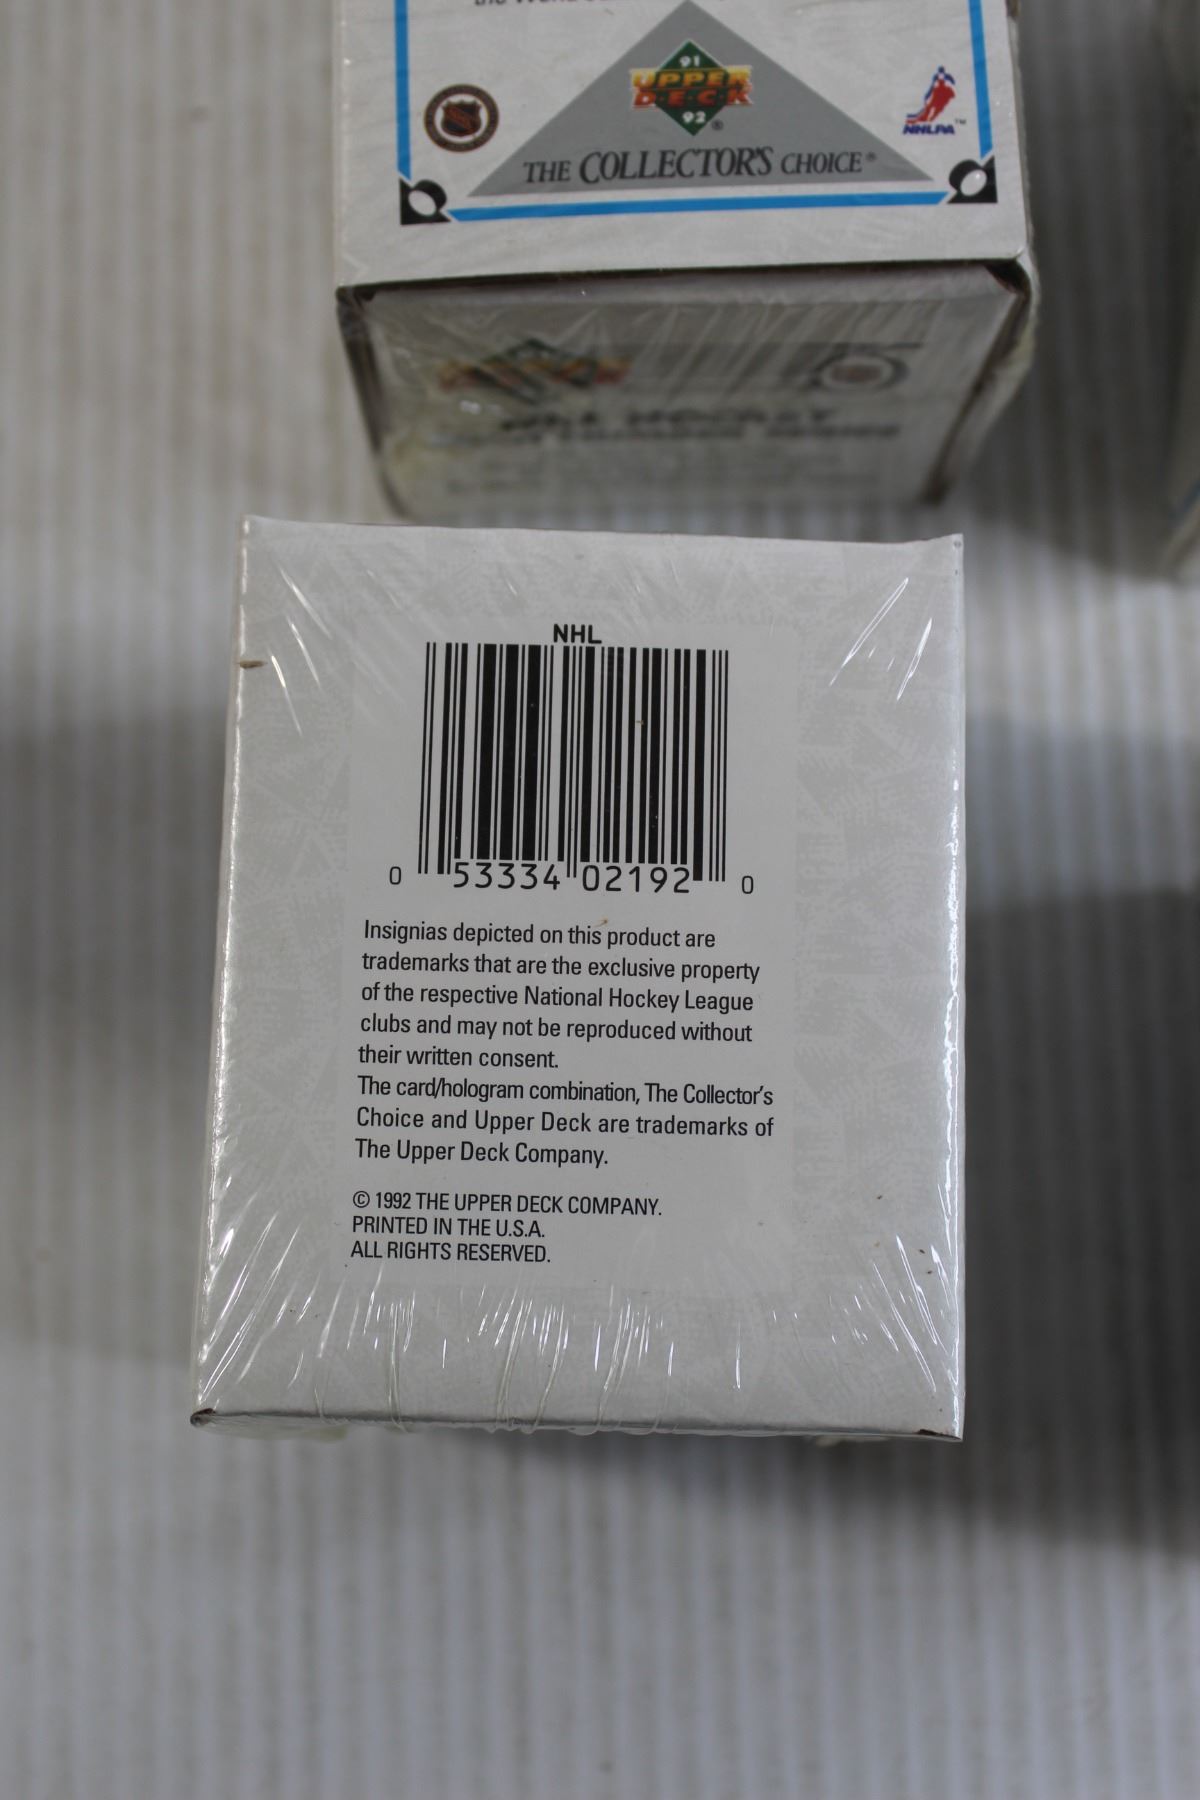 91
UPPER
DECK
92®
NHLPA™
THE COLLECTOR'S CHOICE®
NHL HOCKEY
NHL
0 53334 02192 0
Insignias depicted on this product are
trademarks that are the exclusive property
of the respective National Hockey League
clubs and may not be reproduced without
their written consent.
The card/hologram combination, The Collector's
Choice and Upper Deck are trademarks of
The Upper Deck Company.
© 1992 THE UPPER DECK COMPANY.
PRINTED IN THE U.S.A.
ALL RIGHTS RESERVED.